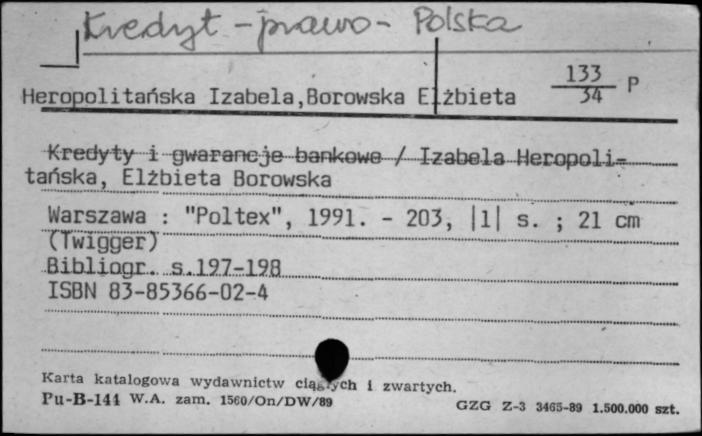 Kredyt - prawo - Polska
133
34 P
Heropolitańska Izabela,Borowska Elżbieta
Kredyty i gwarancje bankowe / Izabela Heropoli-
tańska, Elżbieta Borowska
Warszawa : "Poltex", 1991. - 203, |1| s. ; 21 cm
(Twigger)
Bibliogr. s.197-198
ISBN 83-85366-02-4
Karta katalogowa wydawnictw ciągłych i zwartych.
Pu-B-144 W.A. zam. 1560/On/DW/89
GZG Z-3 3465-89 1.500.000 szt.